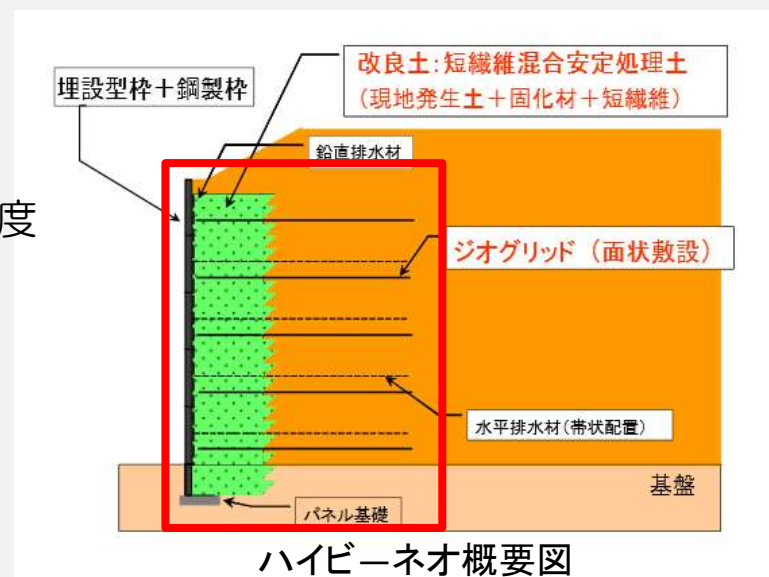 改良土：短繊維混合安定処理土
（現地発生土＋固化材＋短繊維）
埋設型枠＋鋼製枠
鉛直排水材
度
ジオグリッド（面状敷設）
水平排水材（帯状配置）
基盤
パネル基礎
ハイビーネオ概要図